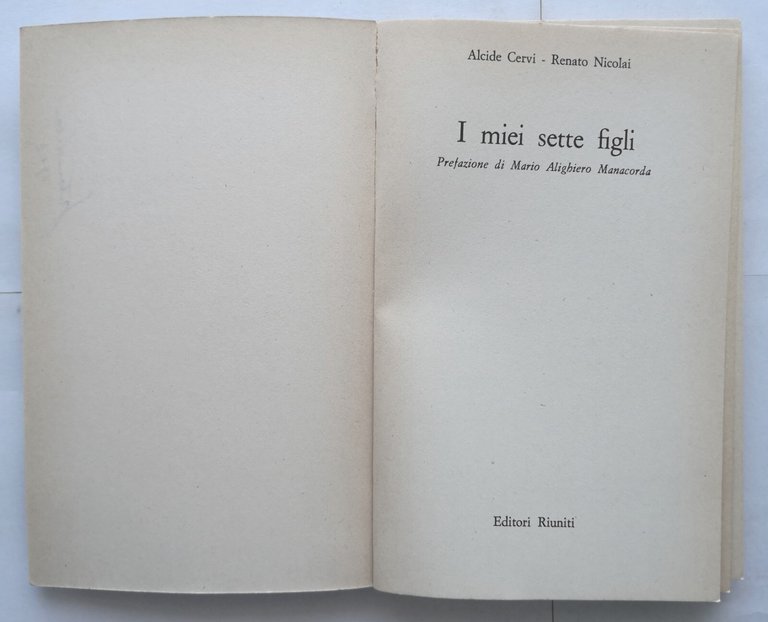 Alcide Cervi - Renato Nicolai
I miei sette figli
Prefazione di Mario Alighiero Manacorda
Editori Riuniti